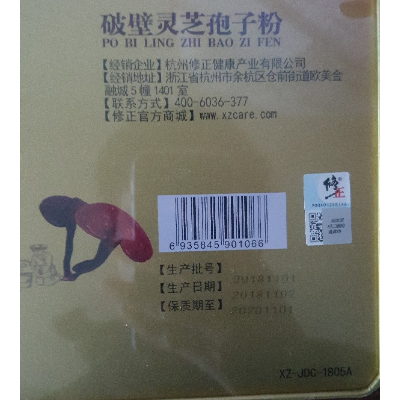 破壁灵芝孢子粉
PO BI LING ZHI BAO ZI FEN
【经销企业】杭州修正健康产业有限公司
【经销地址】浙江省杭州市余杭区仓前街道欧美金
融城5幢1401室
【联系方式】400-6036-377
【修正官方商城】www.xzcare.com
修正
6 935845 901066
【生产批号】20181101
【生产日期】20181102
【保质期至】20201101
XZ-JDC-1805A